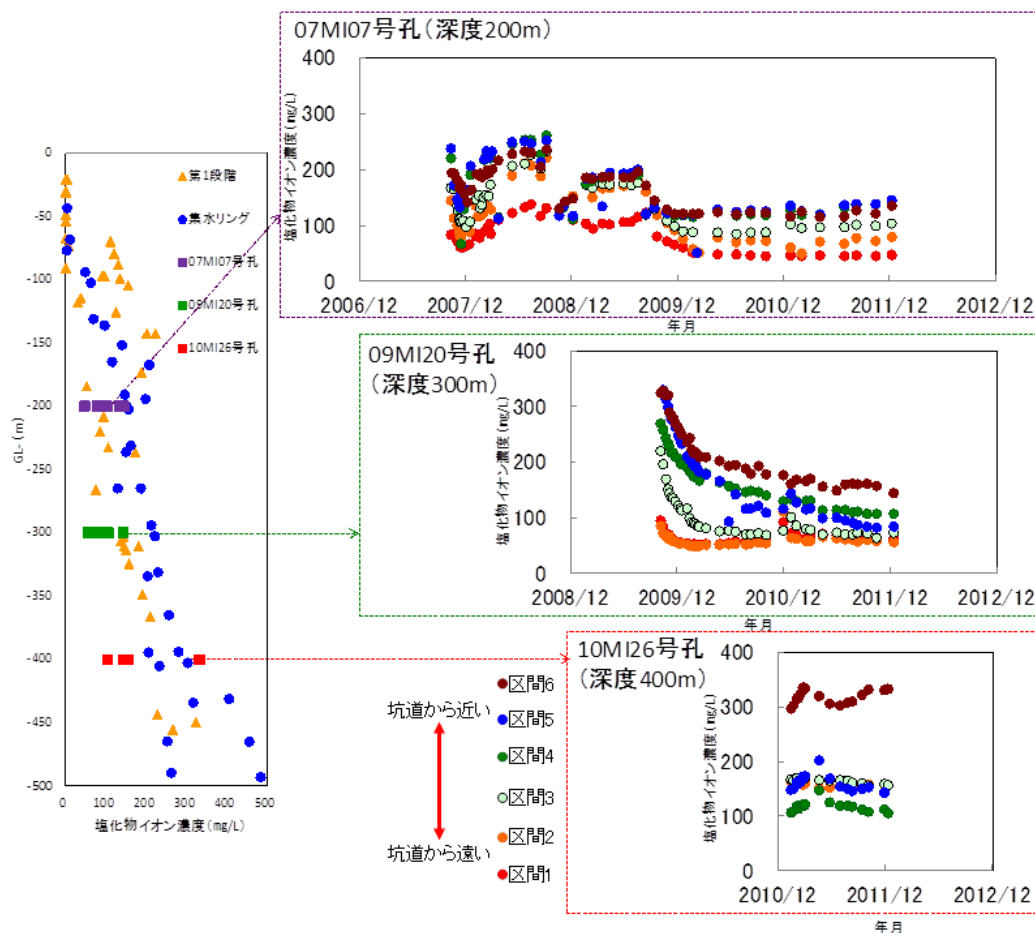 07MI07号孔(深度200m)
400
300
200
100
0
塩化物イオン濃度(mg/L)
2006/12
2007/12
2008/12
2009/12
2010/12
2011/12
2012/12
年月
0
-50
-100
-150
-200
-250
-300
-350
-400
-450
-500
GL-(m)
0
100
200
300
400
500
塩化物イオン濃度(mg/L)
第1段階
集水リング
07MI07号孔
09MI20号孔
10MI26号孔
09MI20号孔
(深度300m)
400
300
200
100
0
塩化物イオン濃度(mg/L)
2008/12
2009/12
2010/12
2011/12
2012/12
年月
10MI26号孔
(深度400m)
400
300
200
100
0
塩化物イオン濃度(mg/L)
2010/12
2011/12
2012/12
年月
坑道から近い
坑道から遠い
区間6
区間5
区間4
区間3
区間2
区間1